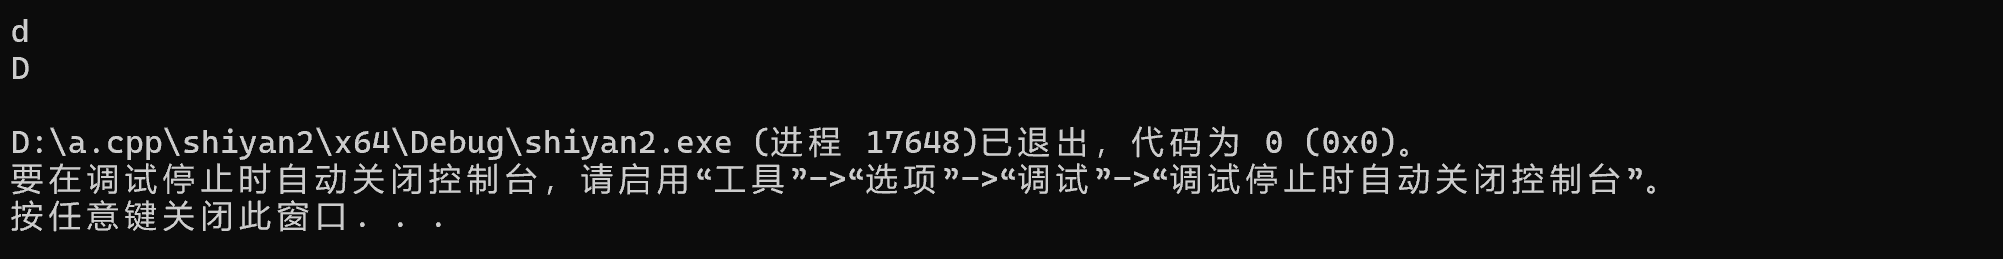 d
D
D:\a.cpp\shiyan2\x64\Debug\shiyan2.exe (进程 17648)已退出，代码为 0 (0x0)。
要在调试停止时自动关闭控制台，请启用“工具”->“选项”->“调试”->“调试停止时自动关闭控制台”。
按任意键关闭此窗口. . .